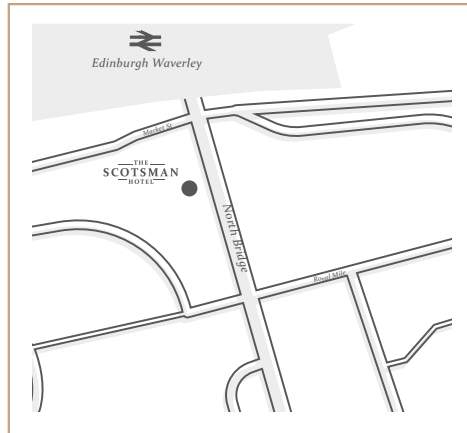 Edinburgh Waverley
Market St
THE
SCOTSMAN
HOTEL
North Bridge
Royal Mile